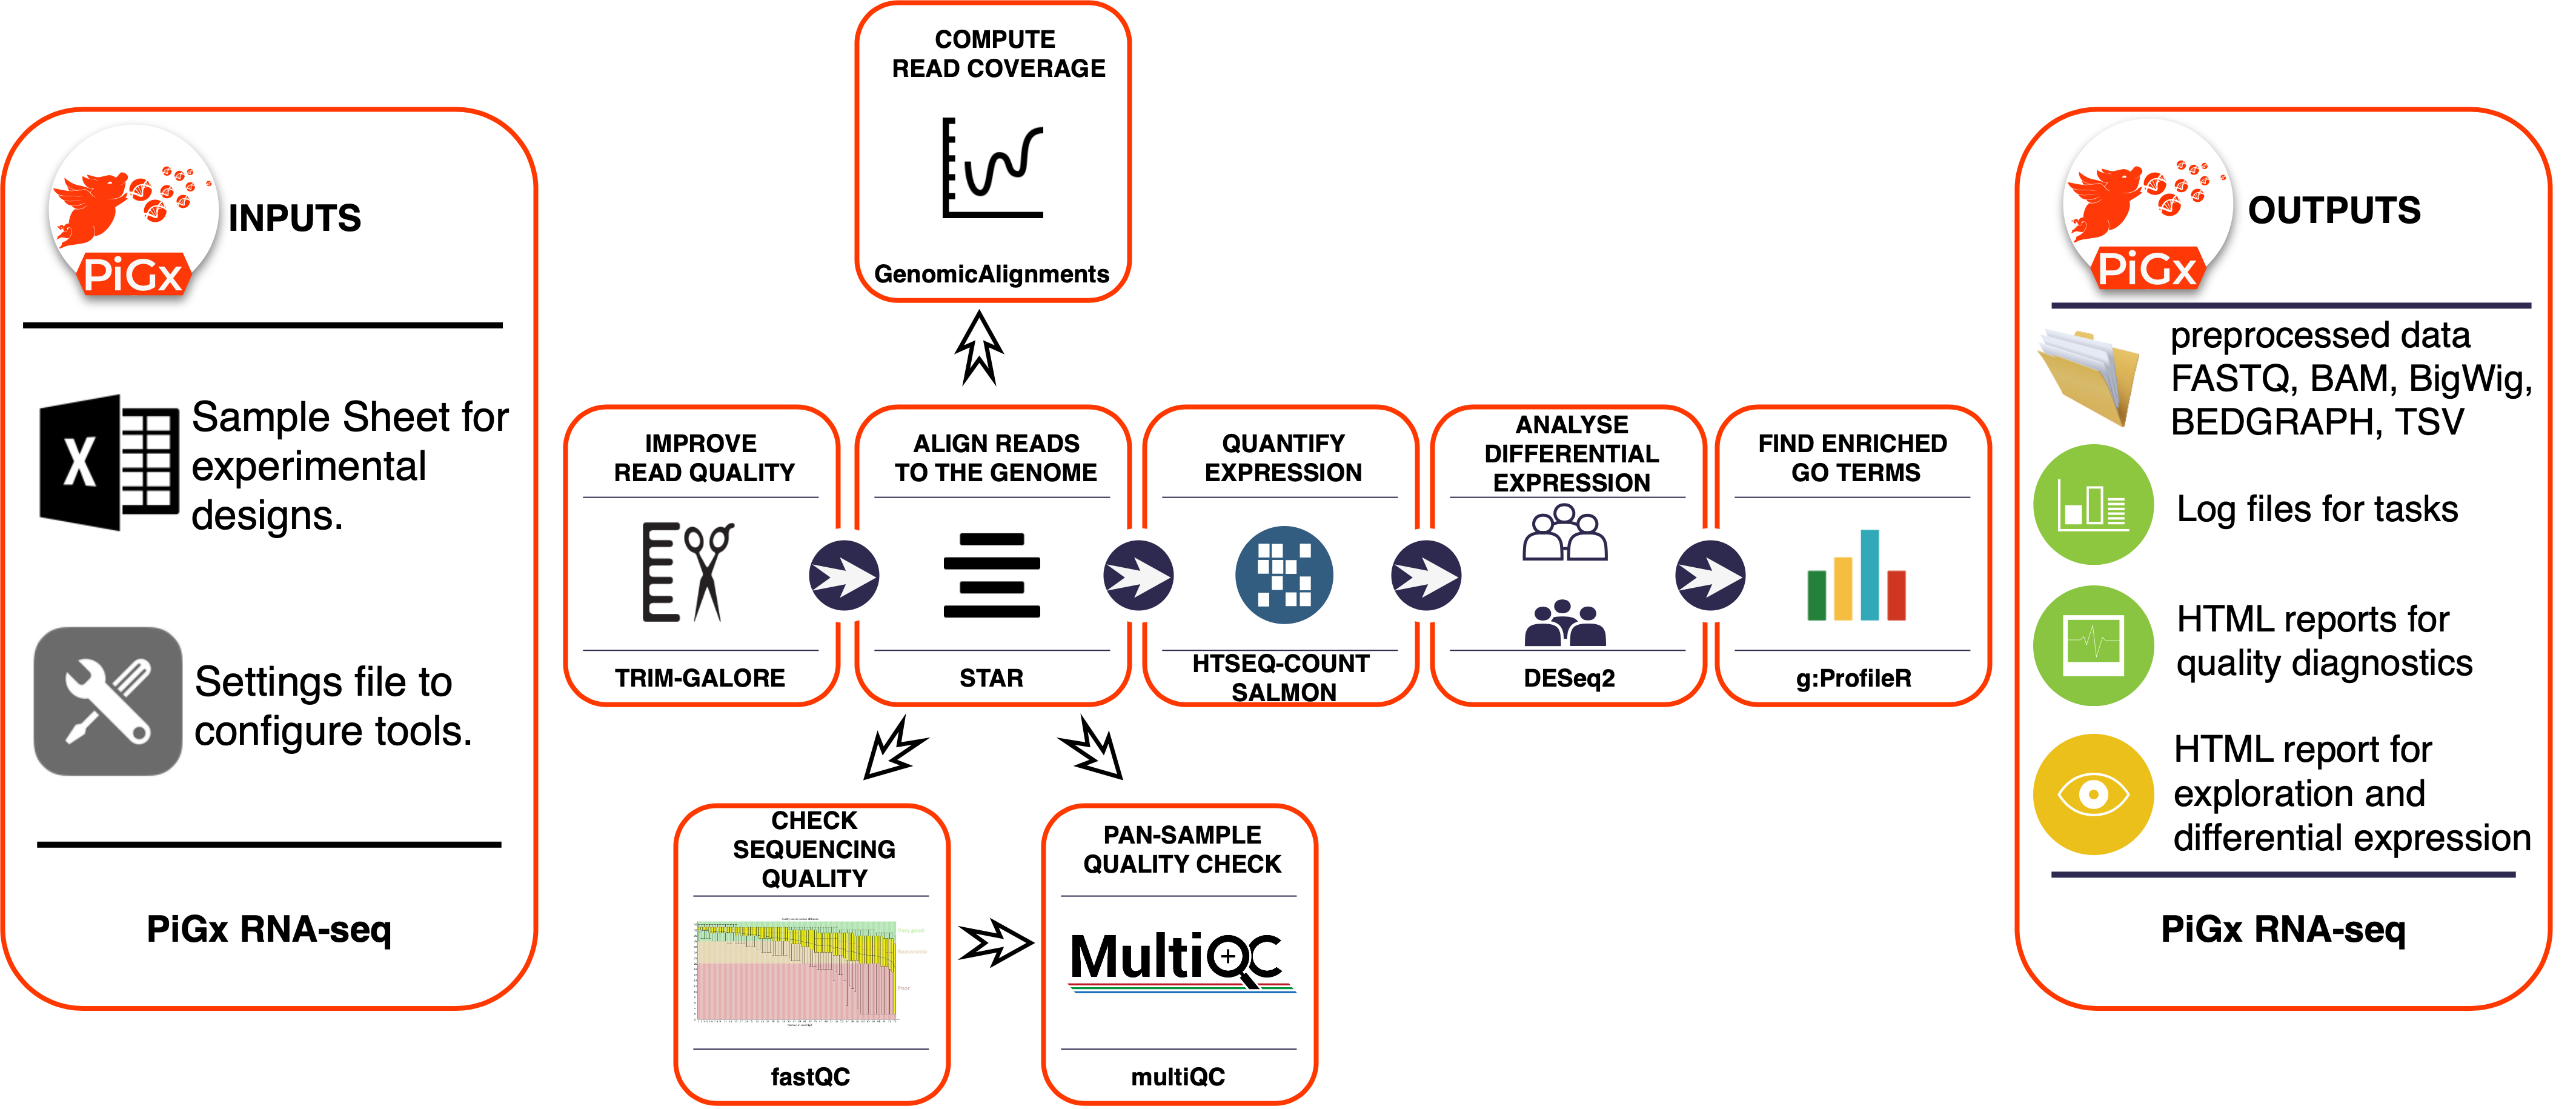 PiGx
INPUTS
Sample Sheet for
experimental
designs.
Settings file to
configure tools.
PiGx RNA-seq
COMPUTE
READ COVERAGE
GenomicAlignments
IMPROVE
READ QUALITY
TRIM-GALORE
ALIGN READS
TO THE GENOME
STAR
QUANTIFY
EXPRESSION
HTSEQ-COUNT
SALMON
ANALYSE
DIFFERENTIAL
EXPRESSION
DESeq2
FIND ENRICHED
GO TERMS
g:ProfileR
CHECK
SEQUENCING
QUALITY
Very good
Reasonable
Poor
fastQC
PAN-SAMPLE
QUALITY CHECK
MultiQC
multiQC
PiGx
OUTPUTS
preprocessed data
FASTQ, BAM, BigWig,
BEDGRAPH, TSV
Log files for tasks
HTML reports for
quality diagnostics
HTML report for
exploration and
differential expression
PiGx RNA-seq